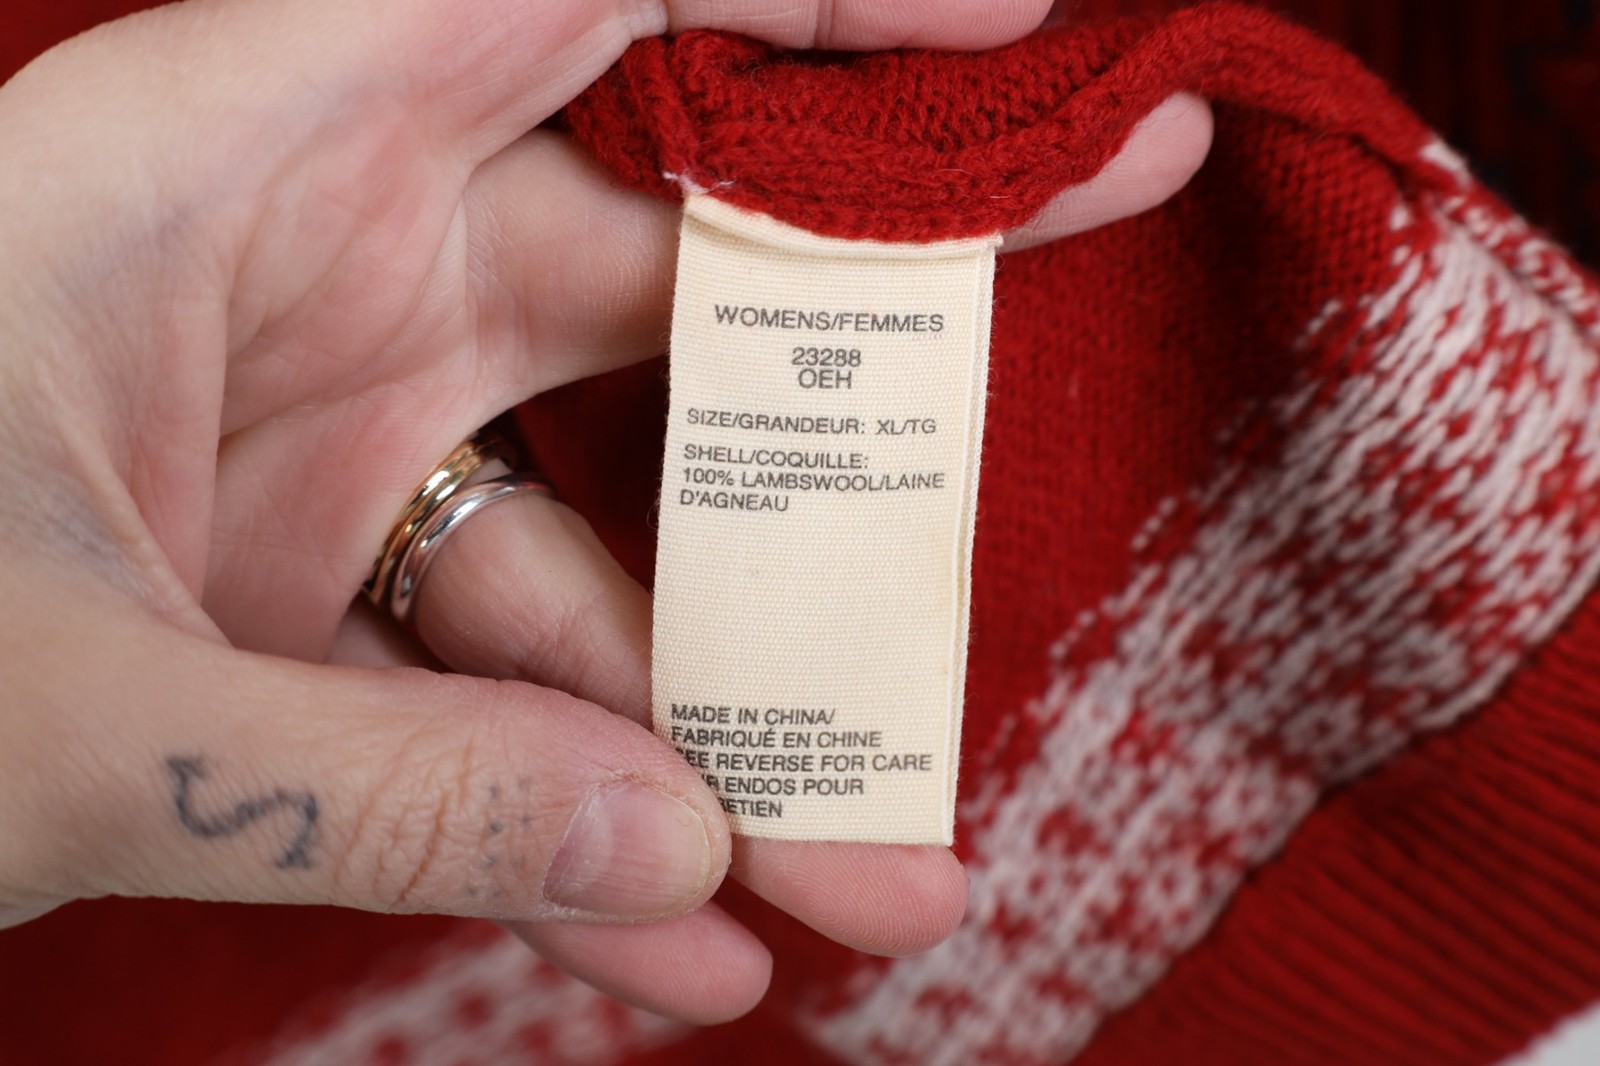 WOMENS/FEMMES
23288
OEH
SIZE/GRANDEUR: XL/TG
SHELL/COQUILLE:
100% LAMBSWOOL/LAINE
D'AGNEAU
MADE IN CHINA/
FABRIQUÉ EN CHINE
SEE REVERSE FOR CARE
ENDOS POUR